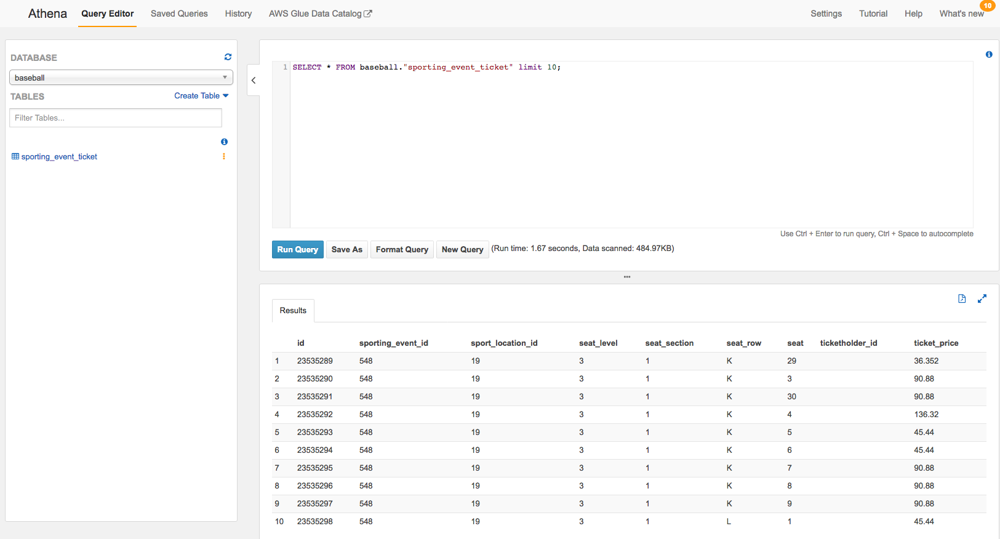 Athena Query Editor Saved Queries History AWS Glue Data Catalog Settings Tutorial Help What's new 10
DATABASE
baseball
TABLES Create Table
Filter Tables...
sporting_event_ticket
1 SELECT * FROM baseball."sporting_event_ticket" limit 10;
Use Ctrl + Enter to run query, Ctrl + Space to autocomplete
Run Query Save As Format Query New Query (Run time: 1.67 seconds, Data scanned: 484.97KB)
Results
id sporting_event_id sport_location_id seat_level seat_section seat_row seat ticketholder_id ticket_price
1 23535289 548 19 3 1 K 29 36.352
2 23535290 548 19 3 1 K 3 90.88
3 23535291 548 19 3 1 K 30 90.88
4 23535292 548 19 3 1 K 4 136.32
5 23535293 548 19 3 1 K 5 45.44
6 23535294 548 19 3 1 K 6 45.44
7 23535295 548 19 3 1 K 7 90.88
8 23535296 548 19 3 1 K 8 90.88
9 23535297 548 19 3 1 K 9 90.88
10 23535298 548 19 3 1 L 1 45.44